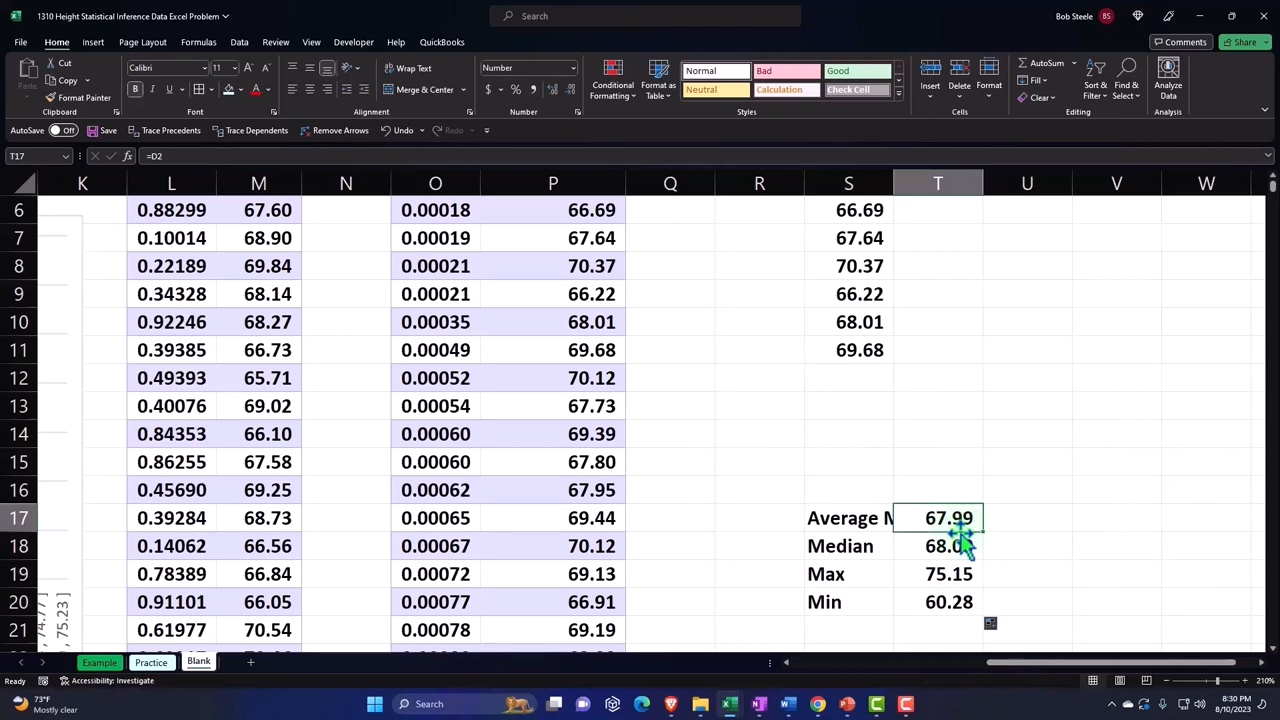 1310 Height Statistical Inference Data Excel Problem
Search
Bob Steele
BS
File Home Insert Page Layout Formulas Data Review View Developer Help QuickBooks
Comments
Share
Cut
Copy
Format Painter
Clipboard
Calibri
11
Font
Wrap Text
Merge & Center
Alignment
Number
Number
Conditional Formatting
Format as Table
Normal Bad Good
Neutral Calculation Check Cell
Styles
Insert Delete Format
Cells
AutoSum
Fill
Clear
Sort & Filter
Find & Select
Editing
Analyze Data
Analysis
AutoSave Off Save Trace Precedents Trace Dependents Remove Arrows Undo Redo
T17 fx =D2
K L M N O P Q R S T U V W
6 0.88299 67.60 0.00018 66.69 66.69
7 0.10014 68.90 0.00019 67.64 67.64
8 0.22189 69.84 0.00021 70.37 70.37
9 0.34328 68.14 0.00021 66.22 66.22
10 0.92246 68.27 0.00035 68.01 68.01
11 0.39385 66.73 0.00049 69.68 69.68
12 0.49393 65.71 0.00052 70.12
13 0.40076 69.02 0.00054 67.73
14 0.84353 66.10 0.00060 69.39
15 0.86255 67.58 0.00060 67.80
16 0.45690 69.25 0.00062 67.95
17 0.39284 68.73 0.00065 69.44 Average M 67.99
18 0.14062 66.56 0.00067 70.12 Median
19 0.78389 66.84 0.00072 69.13 Max 75.15
20 0.91101 66.05 0.00077 66.91 Min 60.28
21 0.61977 70.54 0.00078 69.19
74.77 ]
, 75.23 ]
Example Practice Blank
Ready Accessibility: Investigate
210%
73°F
Mostly clear
Search
8:30 PM
8/10/2023